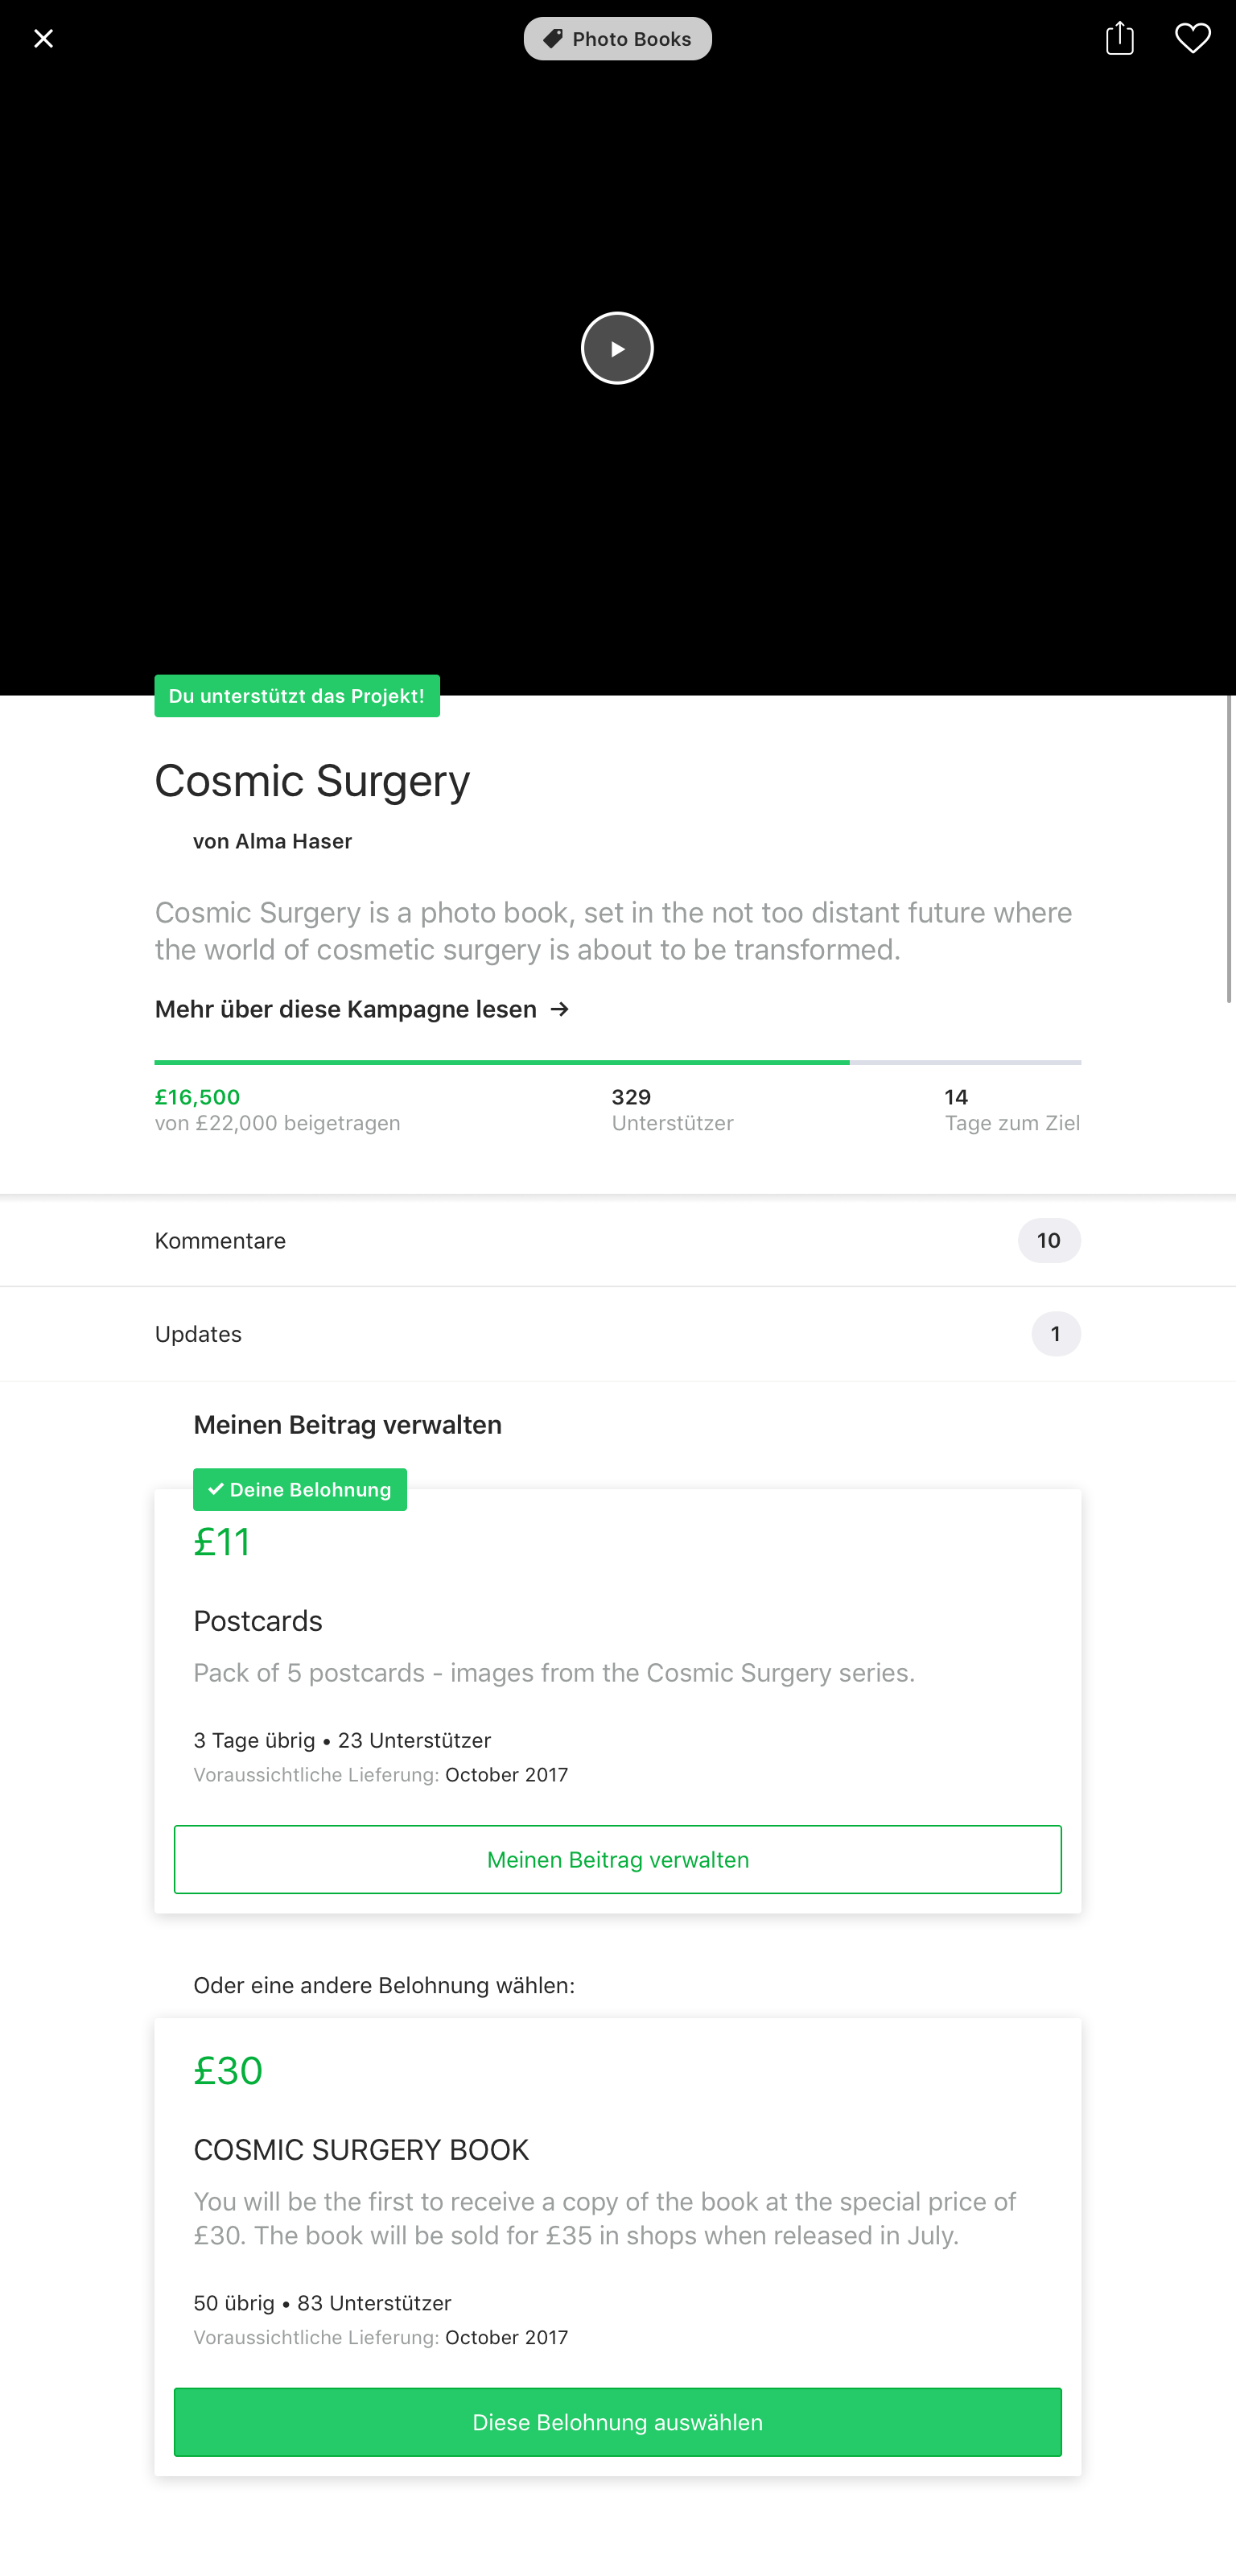 Photo Books
Du unterstützt das Projekt!
Cosmic Surgery
von Alma Haser
Cosmic Surgery is a photo book, set in the not too distant future where
the world of cosmetic surgery is about to be transformed.
Mehr über diese Kampagne lesen →
£16,500
von £22,000 beigetragen
329
Unterstützer
14
Tage zum Ziel
Kommentare
10
Updates
1
Meinen Beitrag verwalten
Deine Belohnung
£11
Postcards
Pack of 5 postcards - images from the Cosmic Surgery series.
3 Tage übrig • 23 Unterstützer
Voraussichtliche Lieferung: October 2017
Meinen Beitrag verwalten
Oder eine andere Belohnung wählen:
£30
COSMIC SURGERY BOOK
You will be the first to receive a copy of the book at the special price of
£30. The book will be sold for £35 in shops when released in July.
50 übrig • 83 Unterstützer
Voraussichtliche Lieferung: October 2017
Diese Belohnung auswählen